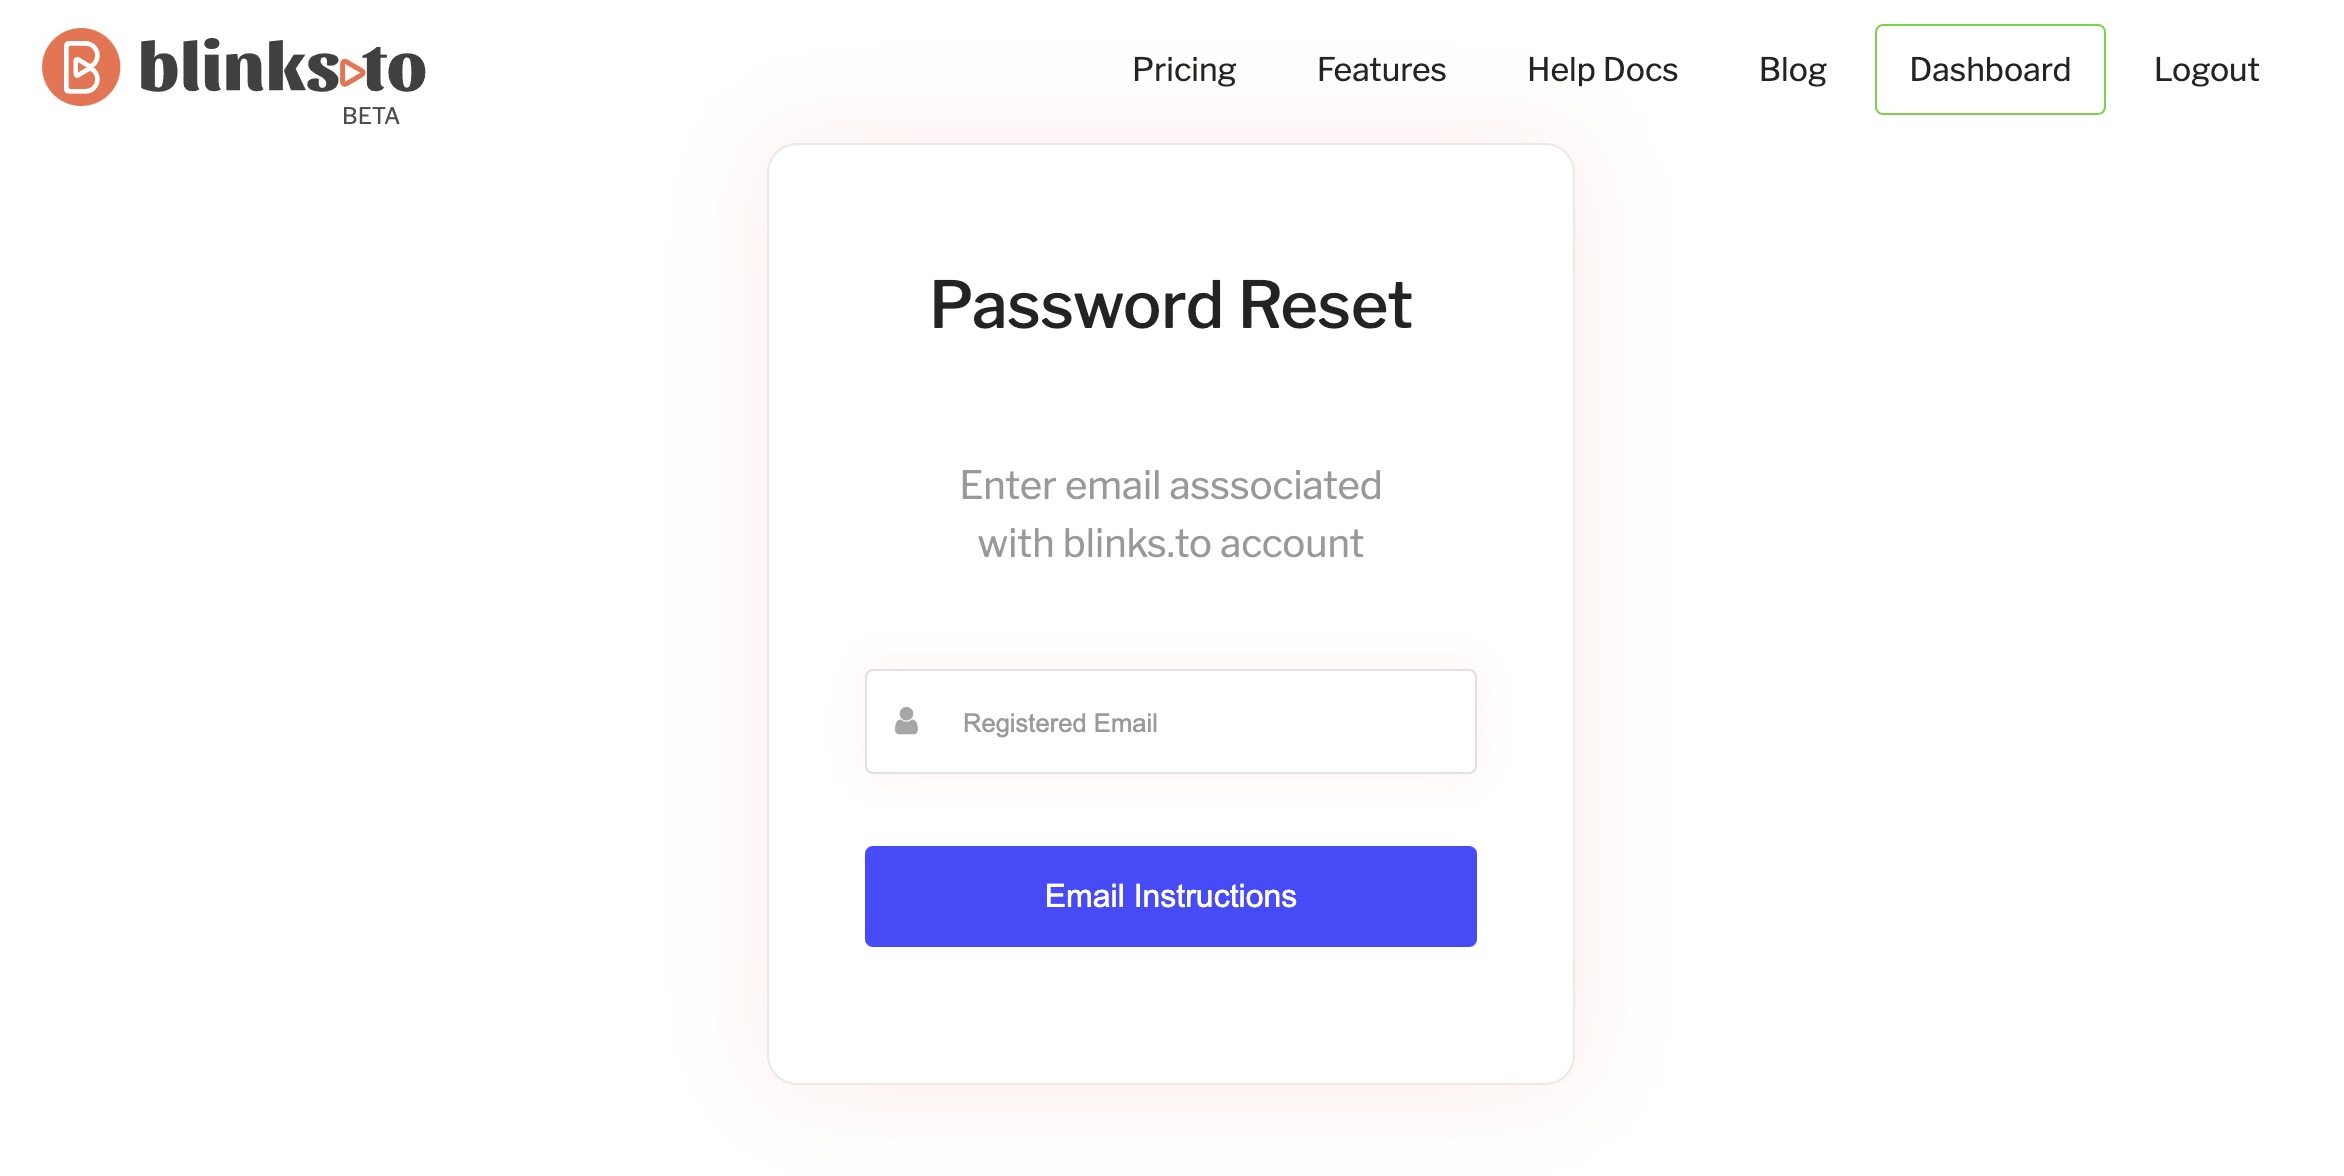 blinks to
BETA
Pricing
Features
Help Docs
Blog
Dashboard
Logout
Password Reset
Enter email asssociated
with blinks.to account
Registered Email
Email Instructions